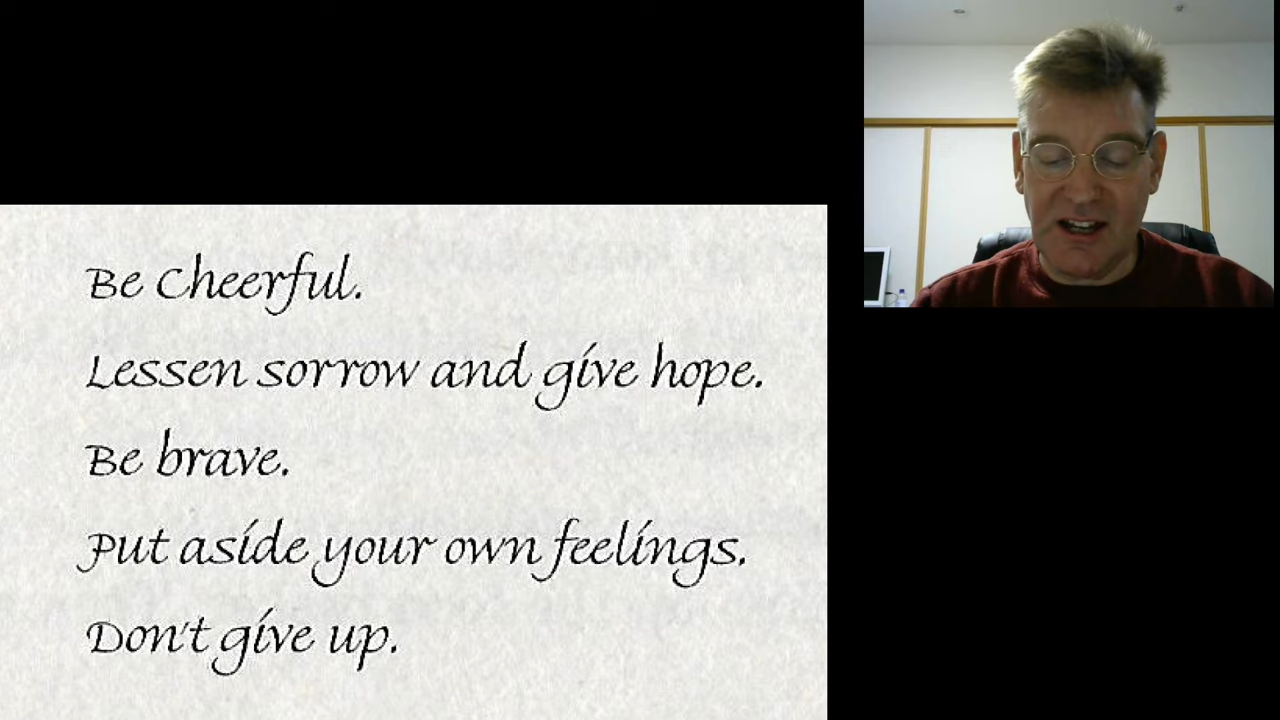 Be Cheerful.
Lessen sorrow and give hope.
Be brave.
Put aside your own feelings.
Don't give up.